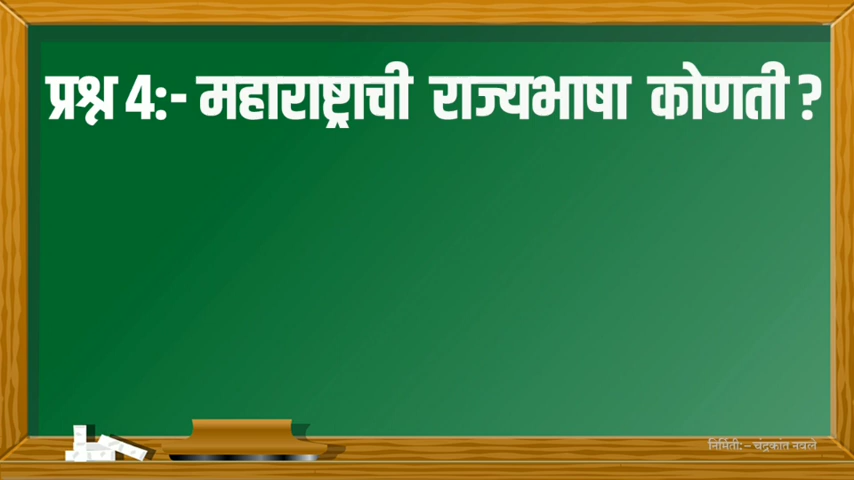 प्रश्न 4:- महाराष्ट्राची राज्यभाषा कोणती ?
निर्मिती:- चंद्रकांत नवले